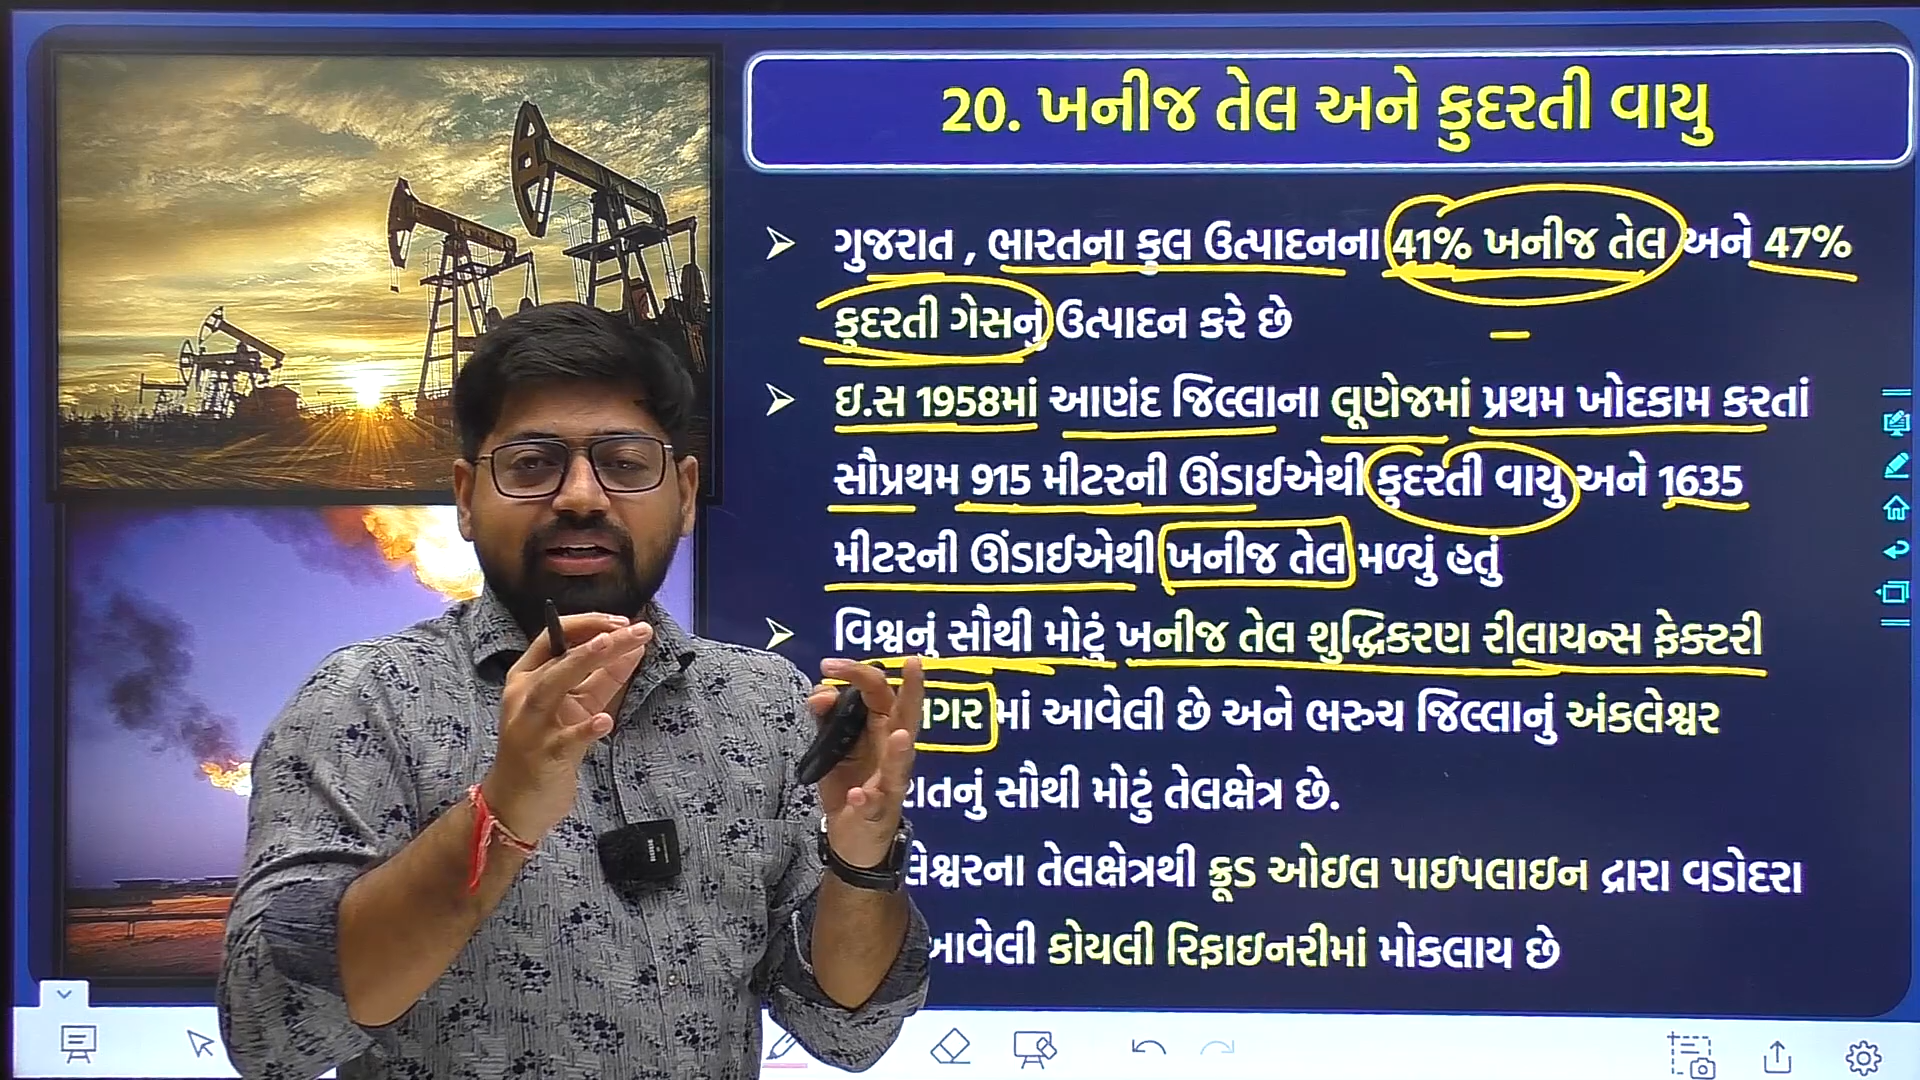 20. ખનીજ તેલ અને કુદરતી વાયુ
ગુજરાત , ભારતના કુલ ઉત્પાદનના 41% ખનીજ તેલ અને 47%
કુદરતી ગેસનું ઉત્પાદન કરે છે
ઇ.સ 1958માં આણંદ જિલ્લાના લૂણેજમાં પ્રથમ ખોદકામ કરતાં
સૌપ્રથમ 915 મીટરની ઊંડાઈએથી કુદરતી વાયુ અને 1635
મીટરની ઊંડાઈએથી ખનીજ તેલ મળ્યું હતું
વિશ્વનું સૌથી મોટું ખનીજ તેલ શુદ્ધિકરણ રીલાયન્સ ફેક્ટરી
માં આવેલી છે અને ભરુચ જિલ્લાનું અંકલેશ્વર
સૌથી મોટું તેલક્ષેત્ર છે.
તેલક્ષેત્રથી ક્રૂડ ઓઇલ પાઇપલાઇન દ્રારા વડોદરા
આવેલી કોયલી રિફાઇનરીમાં મોકલાય છે